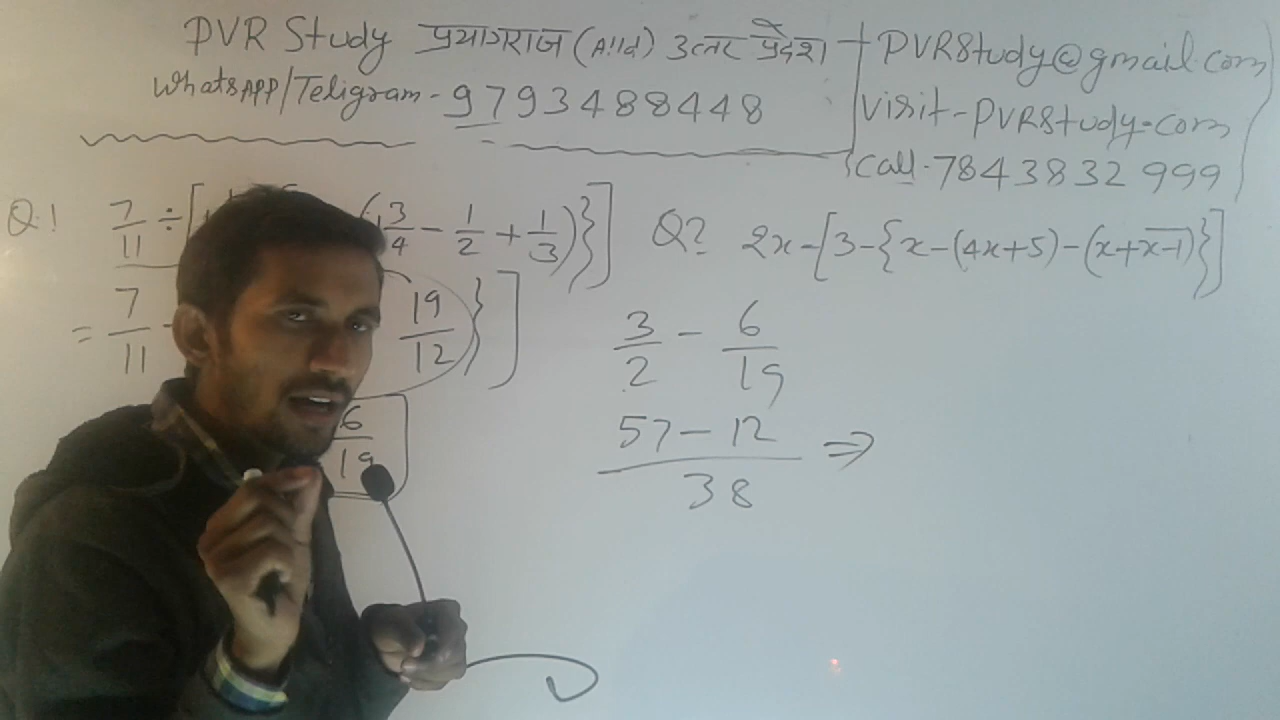 PVR Study प्रयागराज (Alld) उत्तर प्रदेश
WhatsAPP/Teligram - 9793488448
PVRStudy@gmail.com
Visit - PVRStudy.com
Call - 7843832999
Q.1 7/11 ÷ [ 3/4 - 1/2 + 1/3)}]
= 7/11 19/12 }]
6/19
Q2 2x - [3 - {x - (4x+5) - (x + x̅-̅1̅)}]
3/2 - 6/19
57 - 12 / 38 ⇒